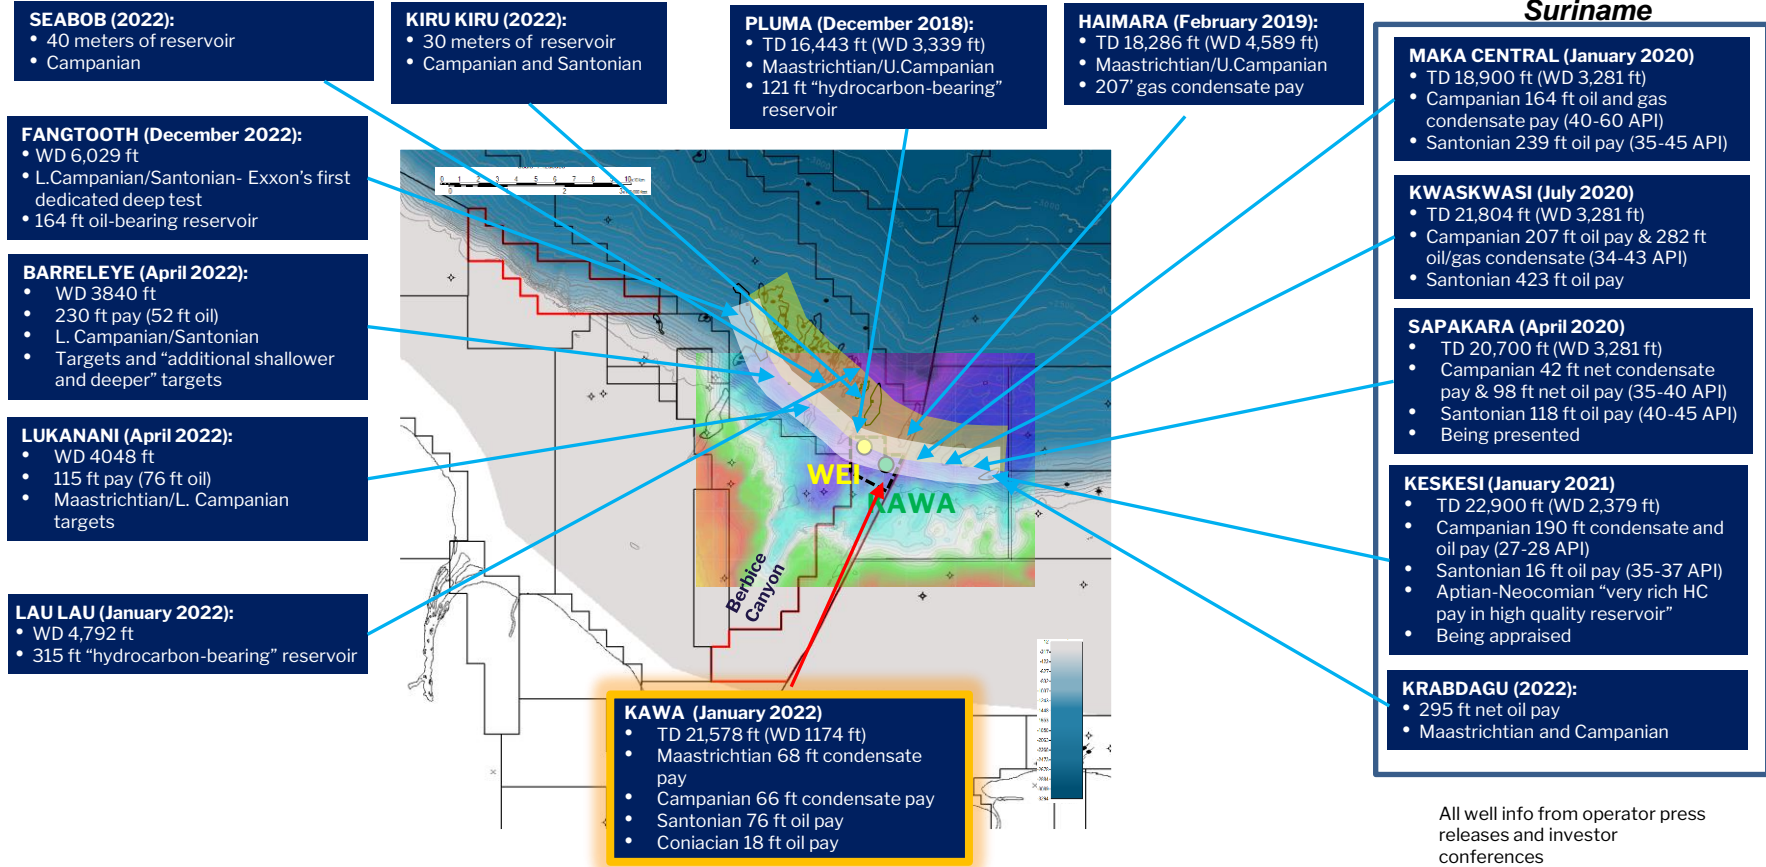 SEABOB (2022):
• 40 meters of reservoir
• Campanian
KIRU KIRU (2022):
• 30 meters of reservoir
• Campanian and Santonian
PLUMA (December 2018):
• TD 16,443 ft (WD 3,339 ft)
• Maastrichtian/U.Campanian
• 121 ft “hydrocarbon-bearing”
reservoir
HAIMARA (February 2019):
• TD 18,286 ft (WD 4,589 ft)
• Maastrichtian/U.Campanian
• 207’ gas condensate pay
Suriname
MAKA CENTRAL (January 2020)
• TD 18,900 ft (WD 3,281 ft)
• Campanian 164 ft oil and gas
condensate pay (40-60 API)
• Santonian 239 ft oil pay (35-45 API)
KWASKWASI (July 2020)
• TD 21,804 ft (WD 3,281 ft)
• Campanian 207 ft oil pay & 282 ft
oil/gas condensate (34-43 API)
• Santonian 423 ft oil pay
SAPAKARA (April 2020)
• TD 20,700 ft (WD 3,281 ft)
• Campanian 42 ft net condensate
pay & 98 ft net oil pay (35-40 API)
• Santonian 118 ft oil pay (40-45 API)
• Being presented
KESKESI (January 2021)
• TD 22,900 ft (WD 2,379 ft)
• Campanian 190 ft condensate and
oil pay (27-28 API)
• Santonian 16 ft oil pay (35-37 API)
• Aptian-Neocomian “very rich HC
pay in high quality reservoir”
• Being appraised
KRABDAGU (2022):
• 295 ft net oil pay
• Maastrichtian and Campanian
FANGTOOTH (December 2022):
• WD 6,029 ft
• L.Campanian/Santonian- Exxon’s first
dedicated deep test
• 164 ft oil-bearing reservoir
BARRELEYE (April 2022):
• WD 3840 ft
• 230 ft pay (52 ft oil)
• L. Campanian/Santonian
• Targets and “additional shallower
and deeper” targets
LUKANANI (April 2022):
• WD 4048 ft
• 115 ft pay (76 ft oil)
• Maastrichtian/L. Campanian
targets
LAU LAU (January 2022):
• WD 4,792 ft
• 315 ft “hydrocarbon-bearing” reservoir
WEI
KAWA
Berbice
Canyon
KAWA (January 2022)
• TD 21,578 ft (WD 1174 ft)
• Maastrichtian 68 ft condensate
pay
• Campanian 66 ft condensate pay
• Santonian 76 ft oil pay
• Coniacian 18 ft oil pay
All well info from operator press
releases and investor
conferences